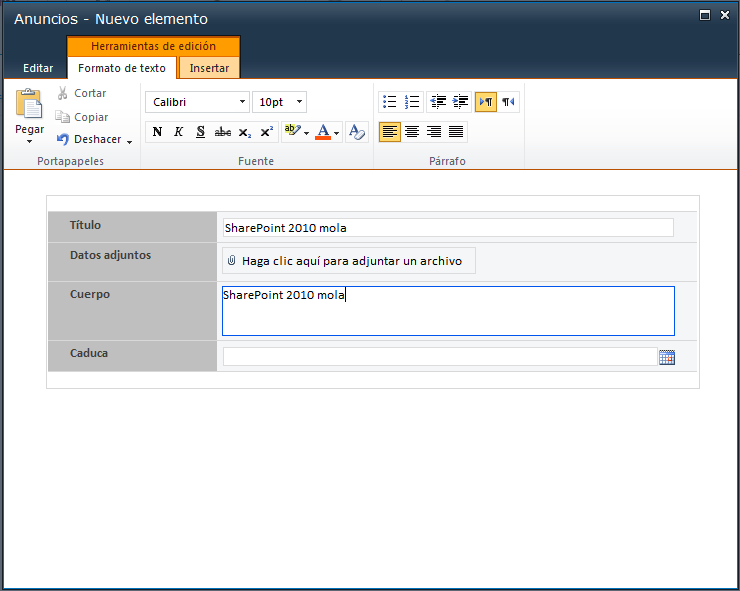 Anuncios - Nuevo elemento
Herramientas de edición
Editar Formato de texto Insertar
Pegar
Cortar
Copiar
Deshacer
Portapapeles
Calibri 10pt
N K S abc x₂ x² ab A A
Fuente
Párrafo
Título SharePoint 2010 mola
Datos adjuntos Haga clic aquí para adjuntar un archivo
Cuerpo SharePoint 2010 mola
Caduca